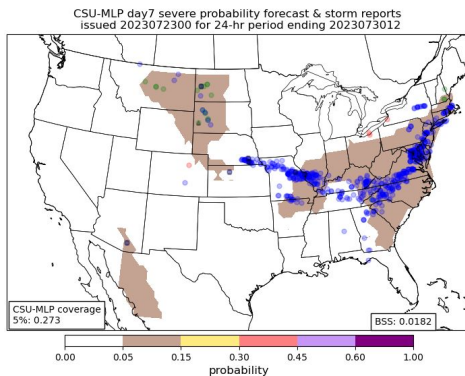 CSU-MLP day7 severe probability forecast & storm reports
issued 2023072300 for 24-hr period ending 2023073012
CSU-MLP coverage
5%: 0.273
BSS: 0.0182
0.00 0.05 0.15 0.30 0.45 0.60 1.00
probability